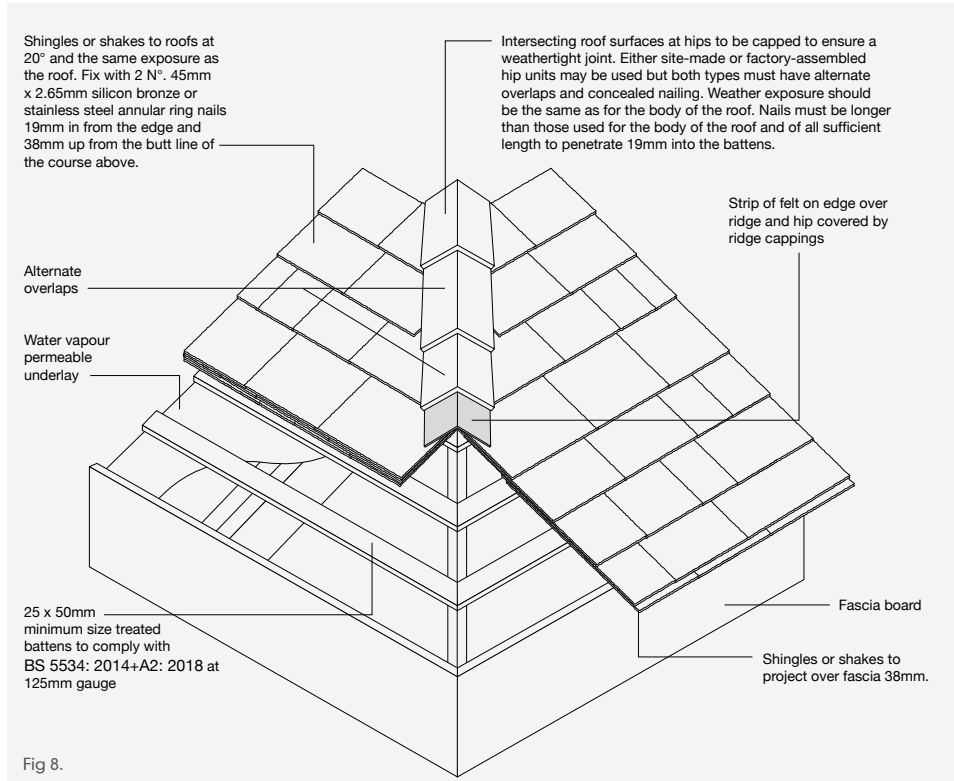 Shingles or shakes to roofs at
20° and the same exposure as
the roof. Fix with 2 N°. 45mm
x 2.65mm silicon bronze or
stainless steel annular ring nails
19mm in from the edge and
38mm up from the butt line of
the course above.
Intersecting roof surfaces at hips to be capped to ensure a
weathertight joint. Either site-made or factory-assembled
hip units may be used but both types must have alternate
overlaps and concealed nailing. Weather exposure should
be the same as for the body of the roof. Nails must be longer
than those used for the body of the roof and of all sufficient
length to penetrate 19mm into the battens.
Strip of felt on edge over
ridge and hip covered by
ridge cappings
Alternate
overlaps
Water vapour
permeable
underlay
25 x 50mm
minimum size treated
battens to comply with
BS 5534: 2014+A2: 2018 at
125mm gauge
Fascia board
Shingles or shakes to
project over fascia 38mm.
Fig 8.